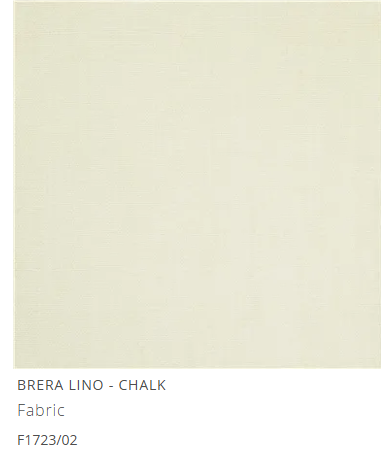 BRERA LINO - CHALK
Fabric
F1723/02